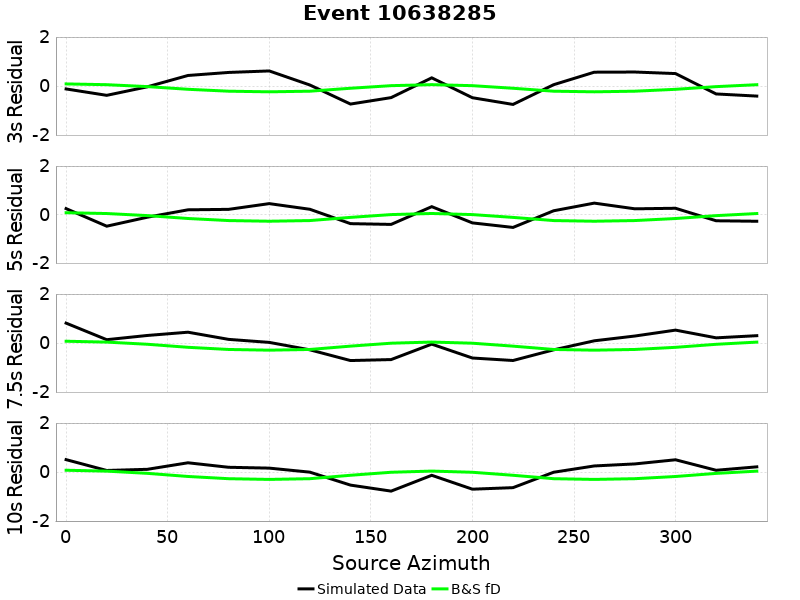 Event 10638285
3s Residual
2
0
-2
5s Residual
2
0
-2
7.5s Residual
2
0
-2
10s Residual
2
0
-2
0 50 100 150 200 250 300
Source Azimuth
Simulated Data B&S fD